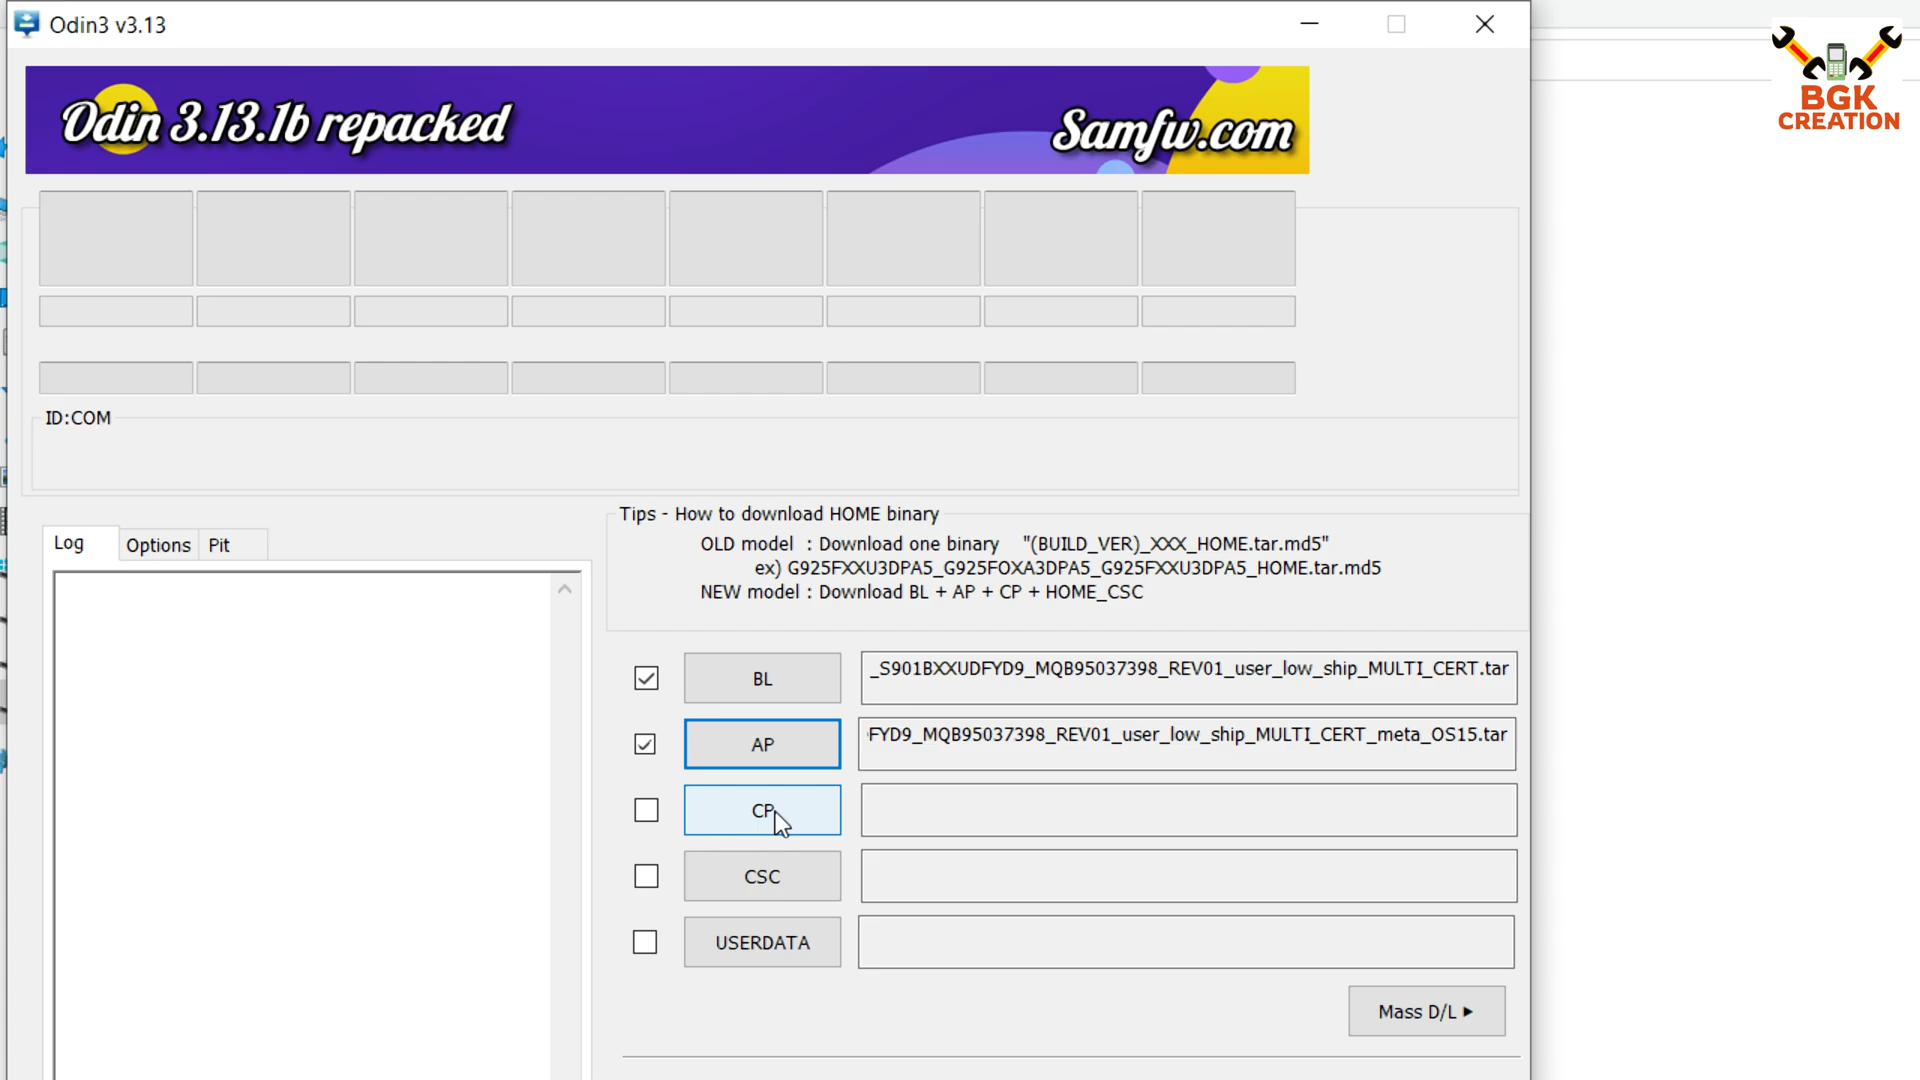 Odin3 v3.13
BGK
CREATION
Odin 3.13.1b repacked
Samfw.com
ID:COM
Log
Options
Pit
Tips - How to download HOME binary
OLD model : Download one binary "(BUILD_VER)_XXX_HOME.tar.md5"
ex) G925FXXU3DPA5_G925FOXA3DPA5_G925FXXU3DPA5_HOME.tar.md5
NEW model : Download BL + AP + CP + HOME_CSC
BL
_S901BXXUDFYD9_MQB95037398_REV01_user_low_ship_MULTI_CERT.tar
AP
FYD9_MQB95037398_REV01_user_low_ship_MULTI_CERT_meta_OS15.tar
CP
CSC
USERDATA
Mass D/L